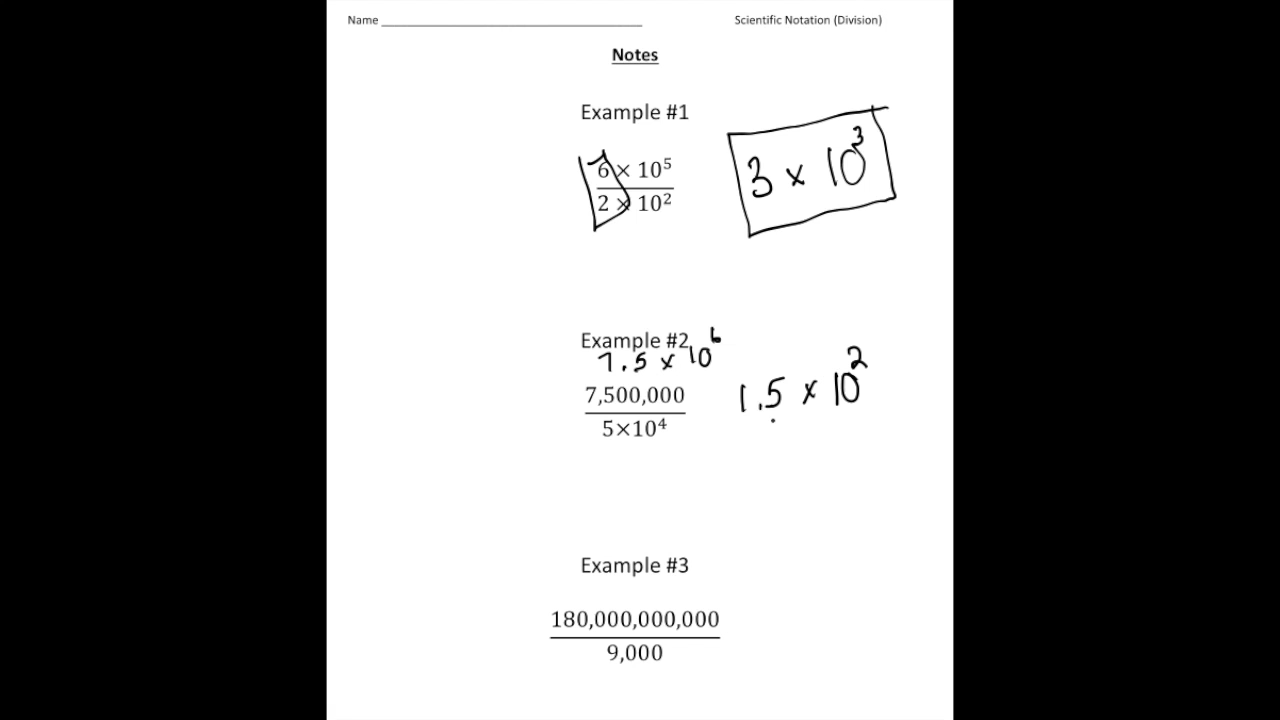 Name ____________________ Scientific Notation (Division)
Notes
Example #1
6 × 10⁵
2 × 10²
3 × 10³
Example #2
7.5 × 10⁶
7,500,000
5×10⁴
1.5 × 10²
Example #3
180,000,000,000
9,000